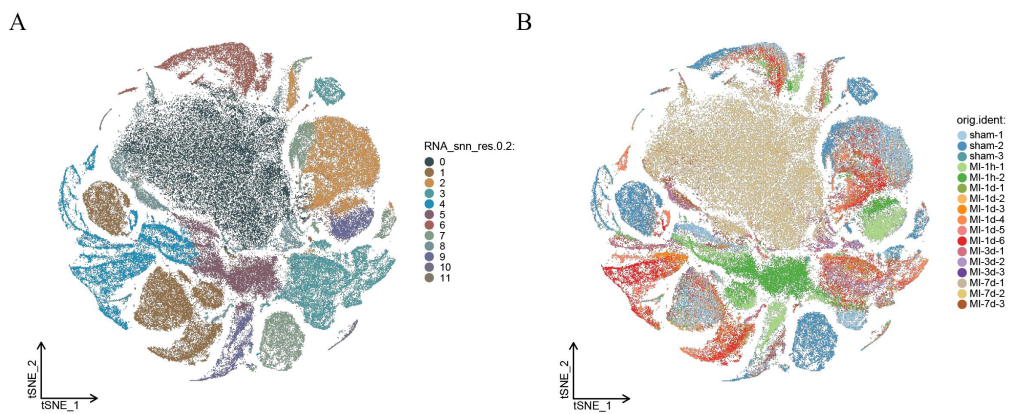 A
B
RNA_snn_res.0.2:
0
1
2
3
4
5
6
7
8
9
10
11
tSNE_2
tSNE_1
orig.ident:
sham-1
sham-2
sham-3
MI-1h-1
MI-1h-2
MI-1d-1
MI-1d-2
MI-1d-3
MI-1d-4
MI-1d-5
MI-1d-6
MI-3d-1
MI-3d-2
MI-3d-3
MI-7d-1
MI-7d-2
MI-7d-3
tSNE_2
tSNE_1